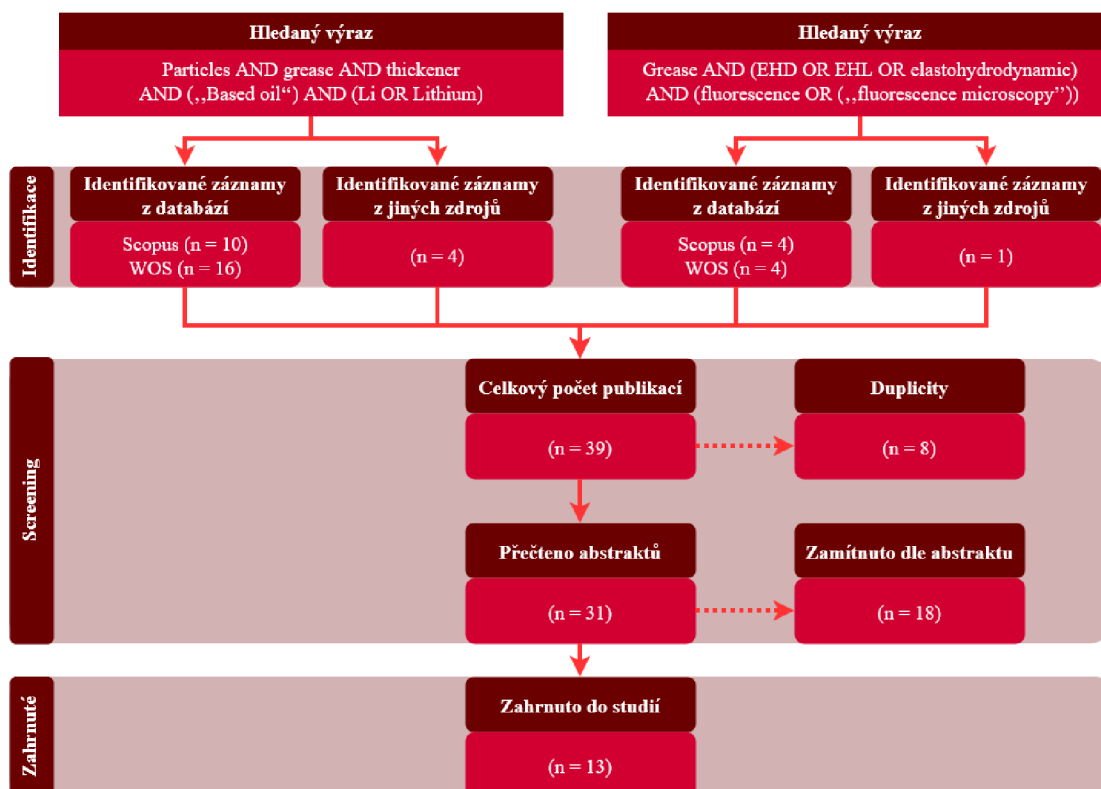 Hledaný výraz
Particles AND grease AND thickener
AND (,,Based oil“) AND (Li OR Lithium)
Hledaný výraz
Grease AND (EHD OR EHL OR elastohydrodynamic)
AND (fluorescence OR (,,fluorescence microscopy”))
Identifikace
Identifikované záznamy
z databází
Scopus (n = 10)
WOS (n = 16)
Identifikované záznamy
z jiných zdrojů
(n = 4)
Identifikované záznamy
z databází
Scopus (n = 4)
WOS (n = 4)
Identifikované záznamy
z jiných zdrojů
(n = 1)
Screening
Celkový počet publikací
(n = 39)
Duplicity
(n = 8)
Přečteno abstraktů
(n = 31)
Zamítnuto dle abstraktu
(n = 18)
Zahrnuté
Zahrnuto do studií
(n = 13)